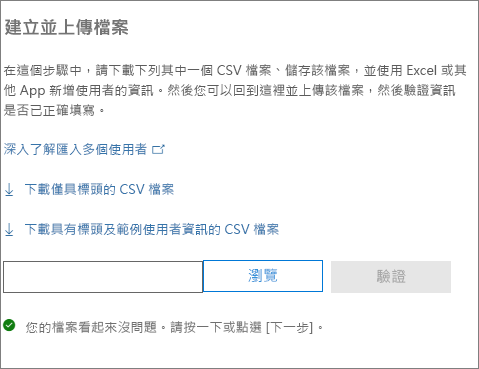 建立並上傳檔案
在這個步驟中，請下載下列其中一個 CSV 檔案、儲存該檔案，並使用 Excel 或其
他 App 新增使用者的資訊。然後您可以回到這裡並上傳該檔案，然後驗證資訊
是否已正確填寫。
深入了解匯入多個使用者
下載僅具標頭的 CSV 檔案
下載具有標頭及範例使用者資訊的 CSV 檔案
瀏覽
驗證
您的檔案看起來沒問題。請按一下或點選 [下一步]。